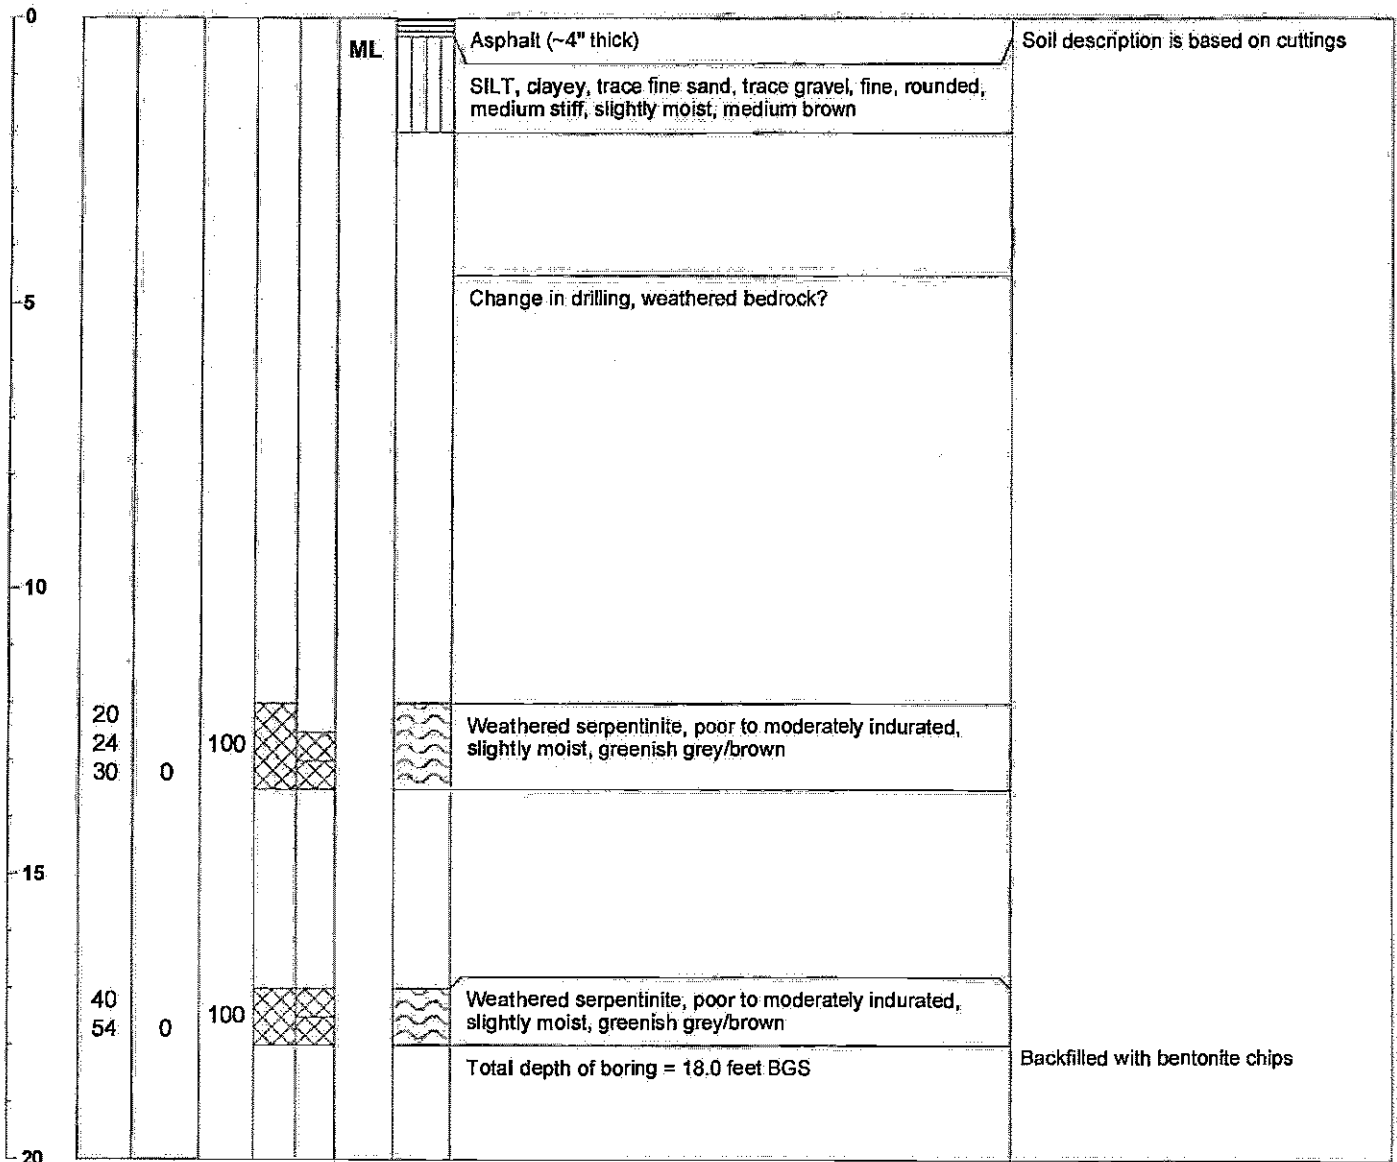 0
ML
Asphalt (~4" thick)
Soil description is based on cuttings
SILT, clayey, trace fine sand, trace gravel, fine, rounded,
medium stiff, slightly moist, medium brown
Change in drilling, weathered bedrock?
5
10
20
24
30
0
100
Weathered serpentinite, poor to moderately indurated,
slightly moist, greenish grey/brown
15
40
54
0
100
Weathered serpentinite, poor to moderately indurated,
slightly moist, greenish grey/brown
Total depth of boring = 18.0 feet BGS
Backfilled with bentonite chips
20